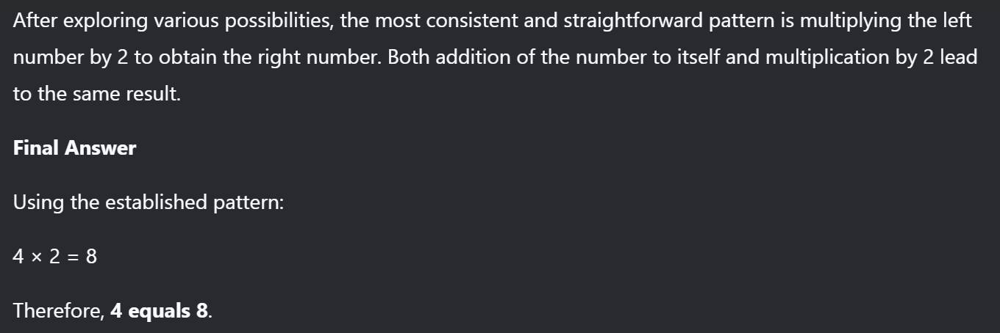 After exploring various possibilities, the most consistent and straightforward pattern is multiplying the left
number by 2 to obtain the right number. Both addition of the number to itself and multiplication by 2 lead
to the same result.
Final Answer
Using the established pattern:
4 × 2 = 8
Therefore, 4 equals 8.